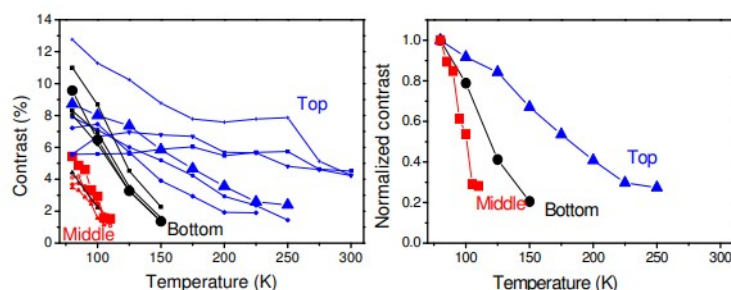 Contrast (%)
14
12
10
8
6
4
2
0
Top
Middle
Bottom
100 150 200 250 300
Temperature (K)
Normalized contrast
1.0
0.8
0.6
0.4
0.2
0.0
Top
Middle
Bottom
100 150 200 250 300
Temperature (K)